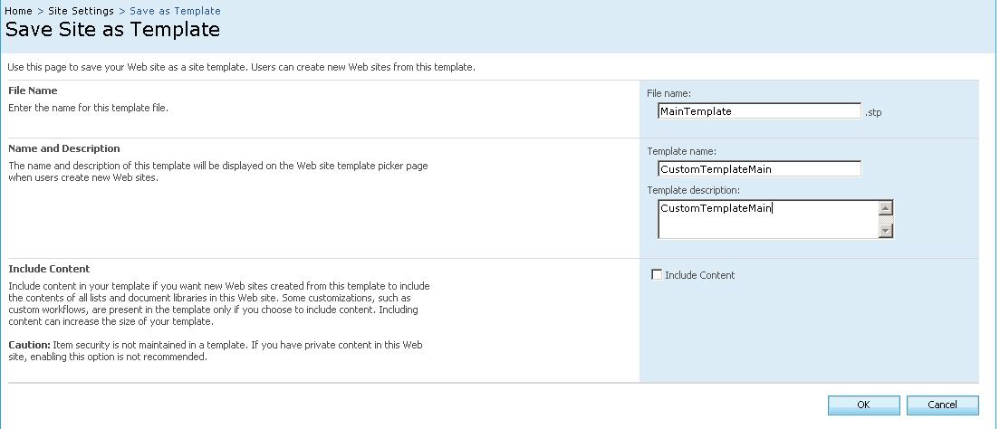 Home > Site Settings > Save as Template
Save Site as Template
Use this page to save your Web site as a site template. Users can create new Web sites from this template.
File Name
Enter the name for this template file.
File name:
MainTemplate .stp
Name and Description
The name and description of this template will be displayed on the Web site template picker page
when users create new Web sites.
Template name:
CustomTemplateMain
Template description:
CustomTemplateMain
Include Content
Include content in your template if you want new Web sites created from this template to include
the contents of all lists and document libraries in this Web site. Some customizations, such as
custom workflows, are present in the template only if you choose to include content. Including
content can increase the size of your template.
Caution: Item security is not maintained in a template. If you have private content in this Web
site, enabling this option is not recommended.
Include Content
OK Cancel